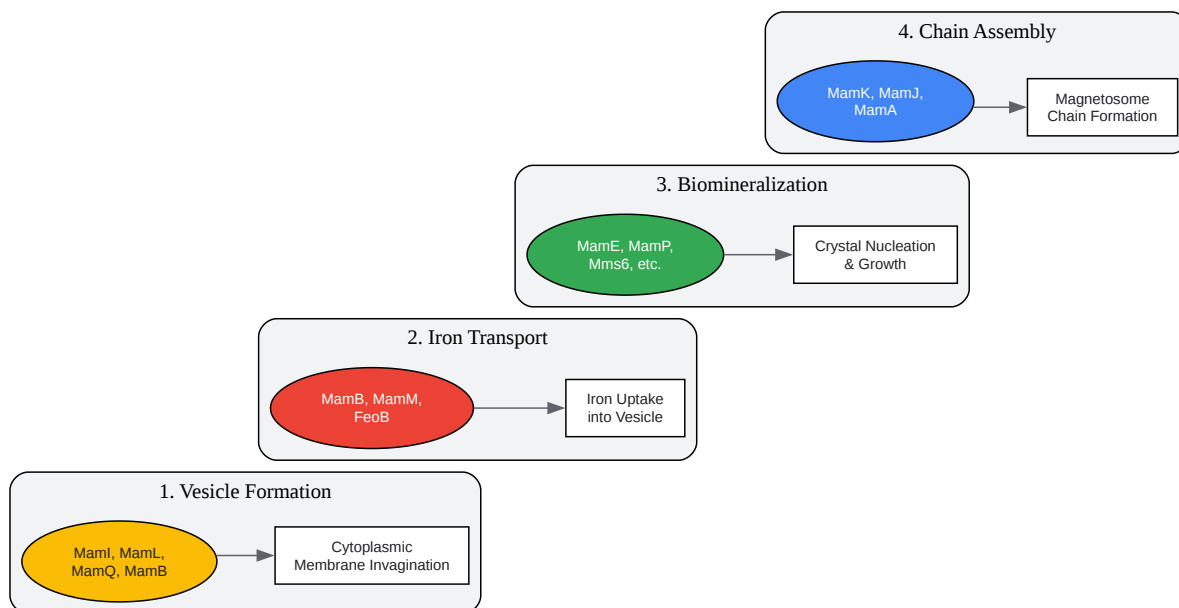 4. Chain Assembly
MamK, MamJ,
MamA
Magnetosome
Chain Formation
3. Biomineralization
MamE, MamP,
Mms6, etc.
Crystal Nucleation
& Growth
2. Iron Transport
MamB, MamM,
FeoB
Iron Uptake
into Vesicle
1. Vesicle Formation
MamI, MamL,
MamQ, MamB
Cytoplasmic
Membrane Invagination